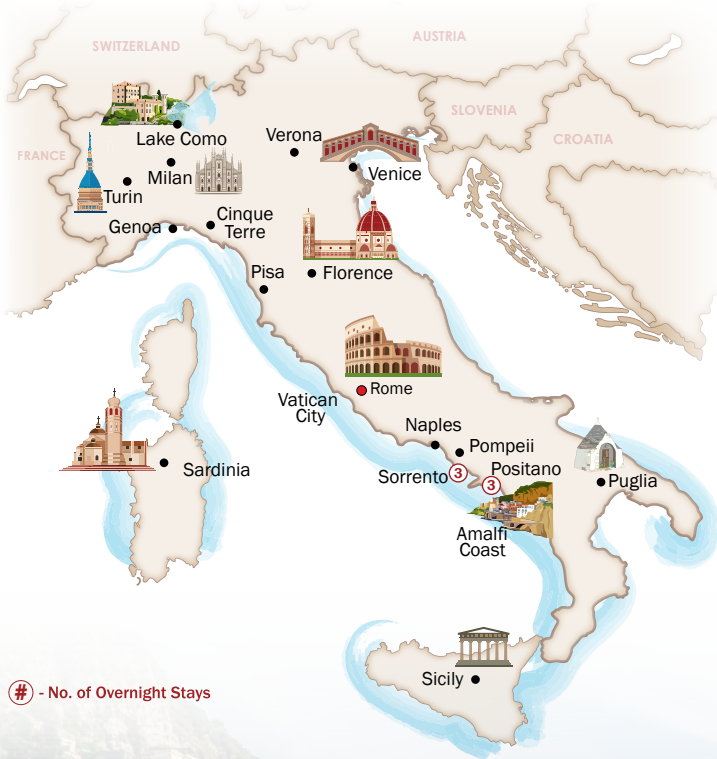 SWITZERLAND
AUSTRIA
SLOVENIA
CROATIA
FRANCE
Lake Como
Verona
Milan
Venice
Turin
Genoa
Cinque
Terre
Pisa
Florence
Rome
Vatican
City
Naples
Pompeii
Sorrento 3
Positano
3
Puglia
Sardinia
Amalfi
Coast
Sicily
# - No. of Overnight Stays